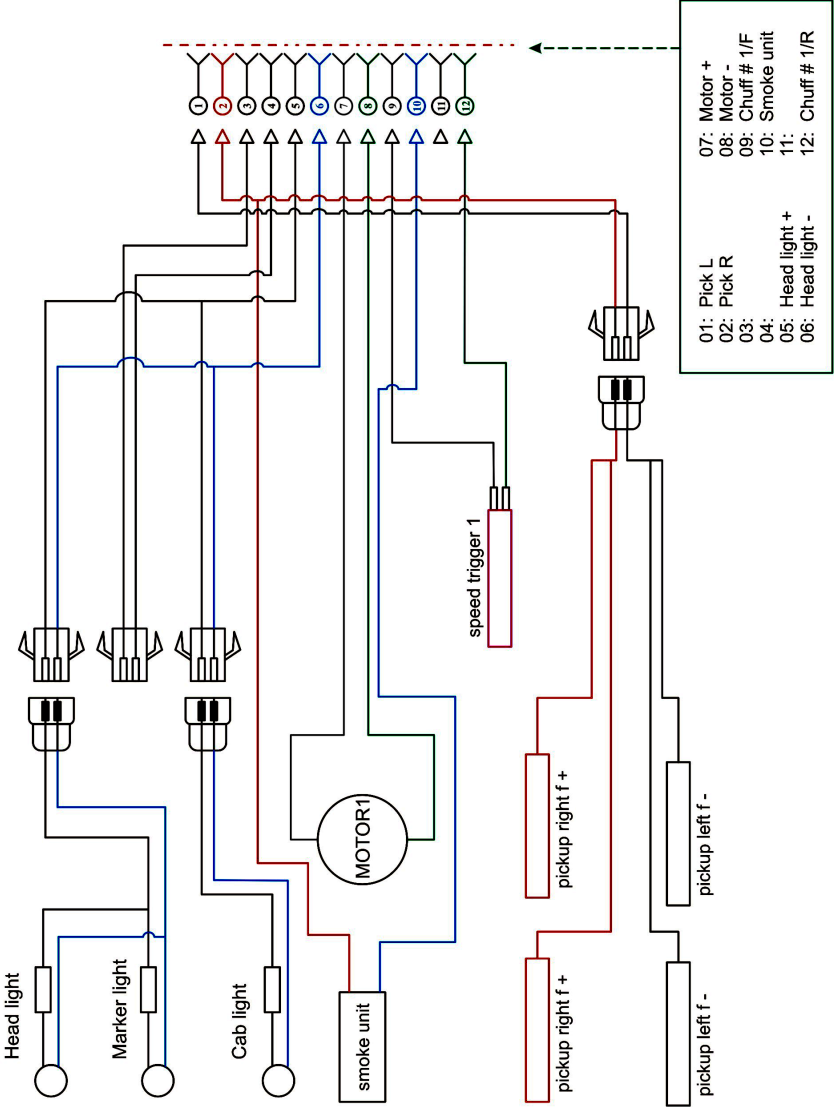 1
2
3
4
5
6
7
8
9
10
11
12
01: Pick L
02: Pick R
03:
04:
05: Head light +
06: Head light -
07: Motor +
08: Motor -
09: Chuff # 1/F
10: Smoke unit
11:
12: Chuff # 1/R
speed trigger 1
MOTOR1
Head light
Marker light
Cab light
smoke unit
pickup right f +
pickup left f -
pickup right f +
pickup left f -